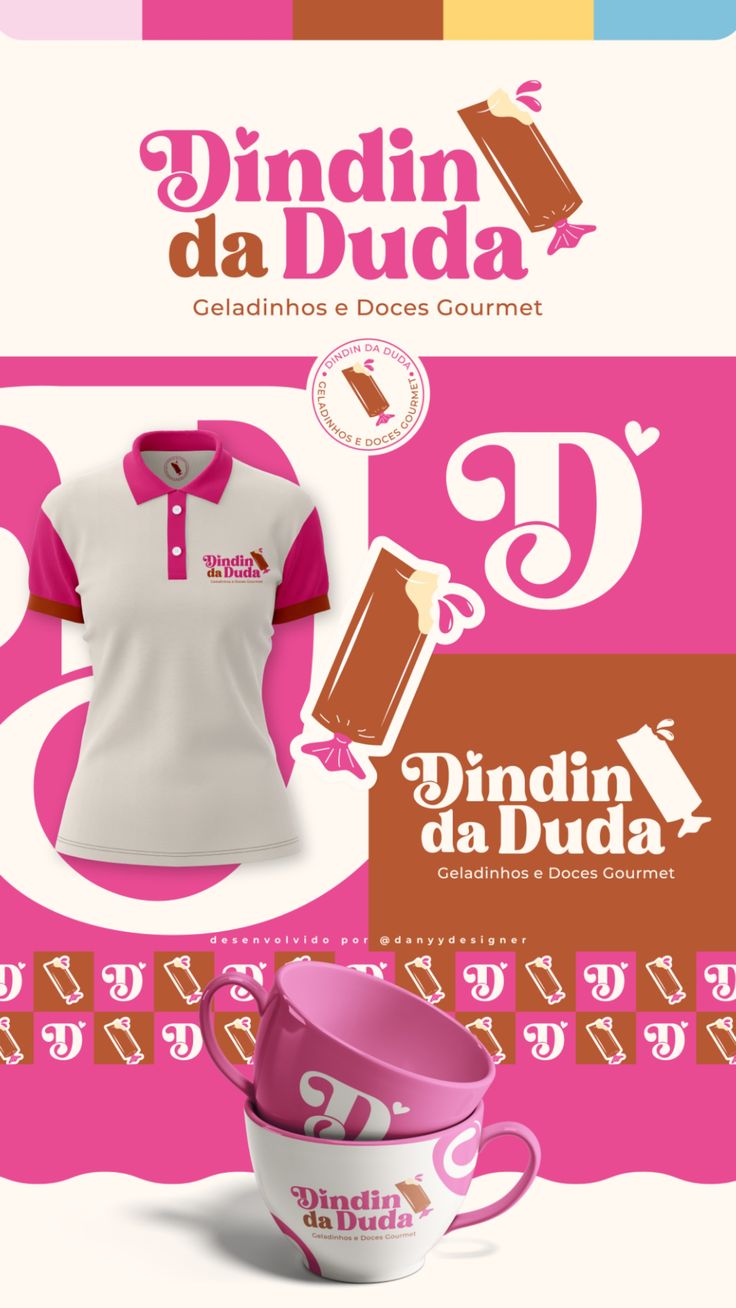 Dindin
da Duda
Geladinhos e Doces Gourmet
DINDIN DA DUDA
GELADINHOS E DOCES GOURMET
Dindin
da Duda
Geladinhos e Doces Gourmet
D
Dindin
da Duda
Geladinhos e Doces Gourmet
desenvolvido por @danyydesigner
D D D D D D
D D D D D
D
Dindin
da Duda
Geladinhos e Doces Gourmet